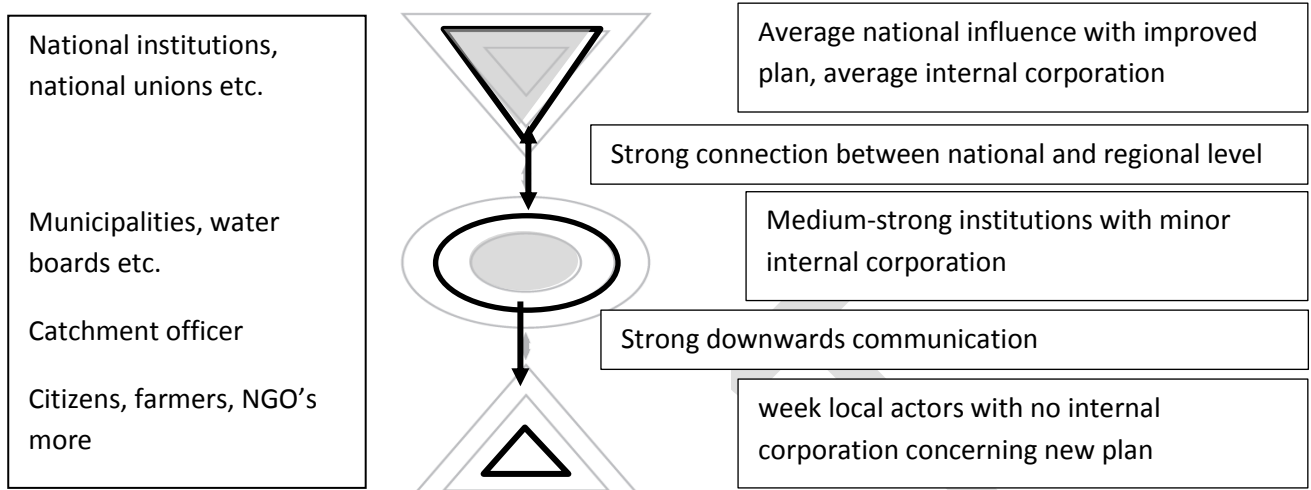 National institutions,
national unions etc.
Municipalities, water
boards etc.
Catchment officer
Citizens, farmers, NGO’s
more
Average national influence with improved
plan, average internal corporation
Strong connection between national and regional level
Medium-strong institutions with minor
internal corporation
Strong downwards communication
week local actors with no internal
corporation concerning new plan